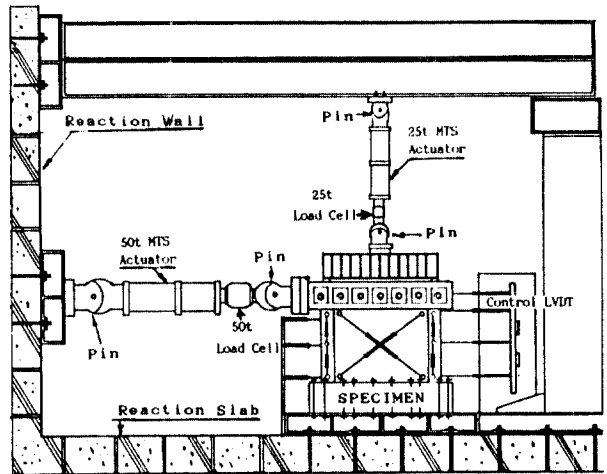 Reaction Wall
Pin
25t MTS
Actuator
25t
Load Cell
Pin
50t MTS
Actuator
Pin
Control LVDT
50t
Load Cell
Pin
SPECIMEN
Reaction Slab